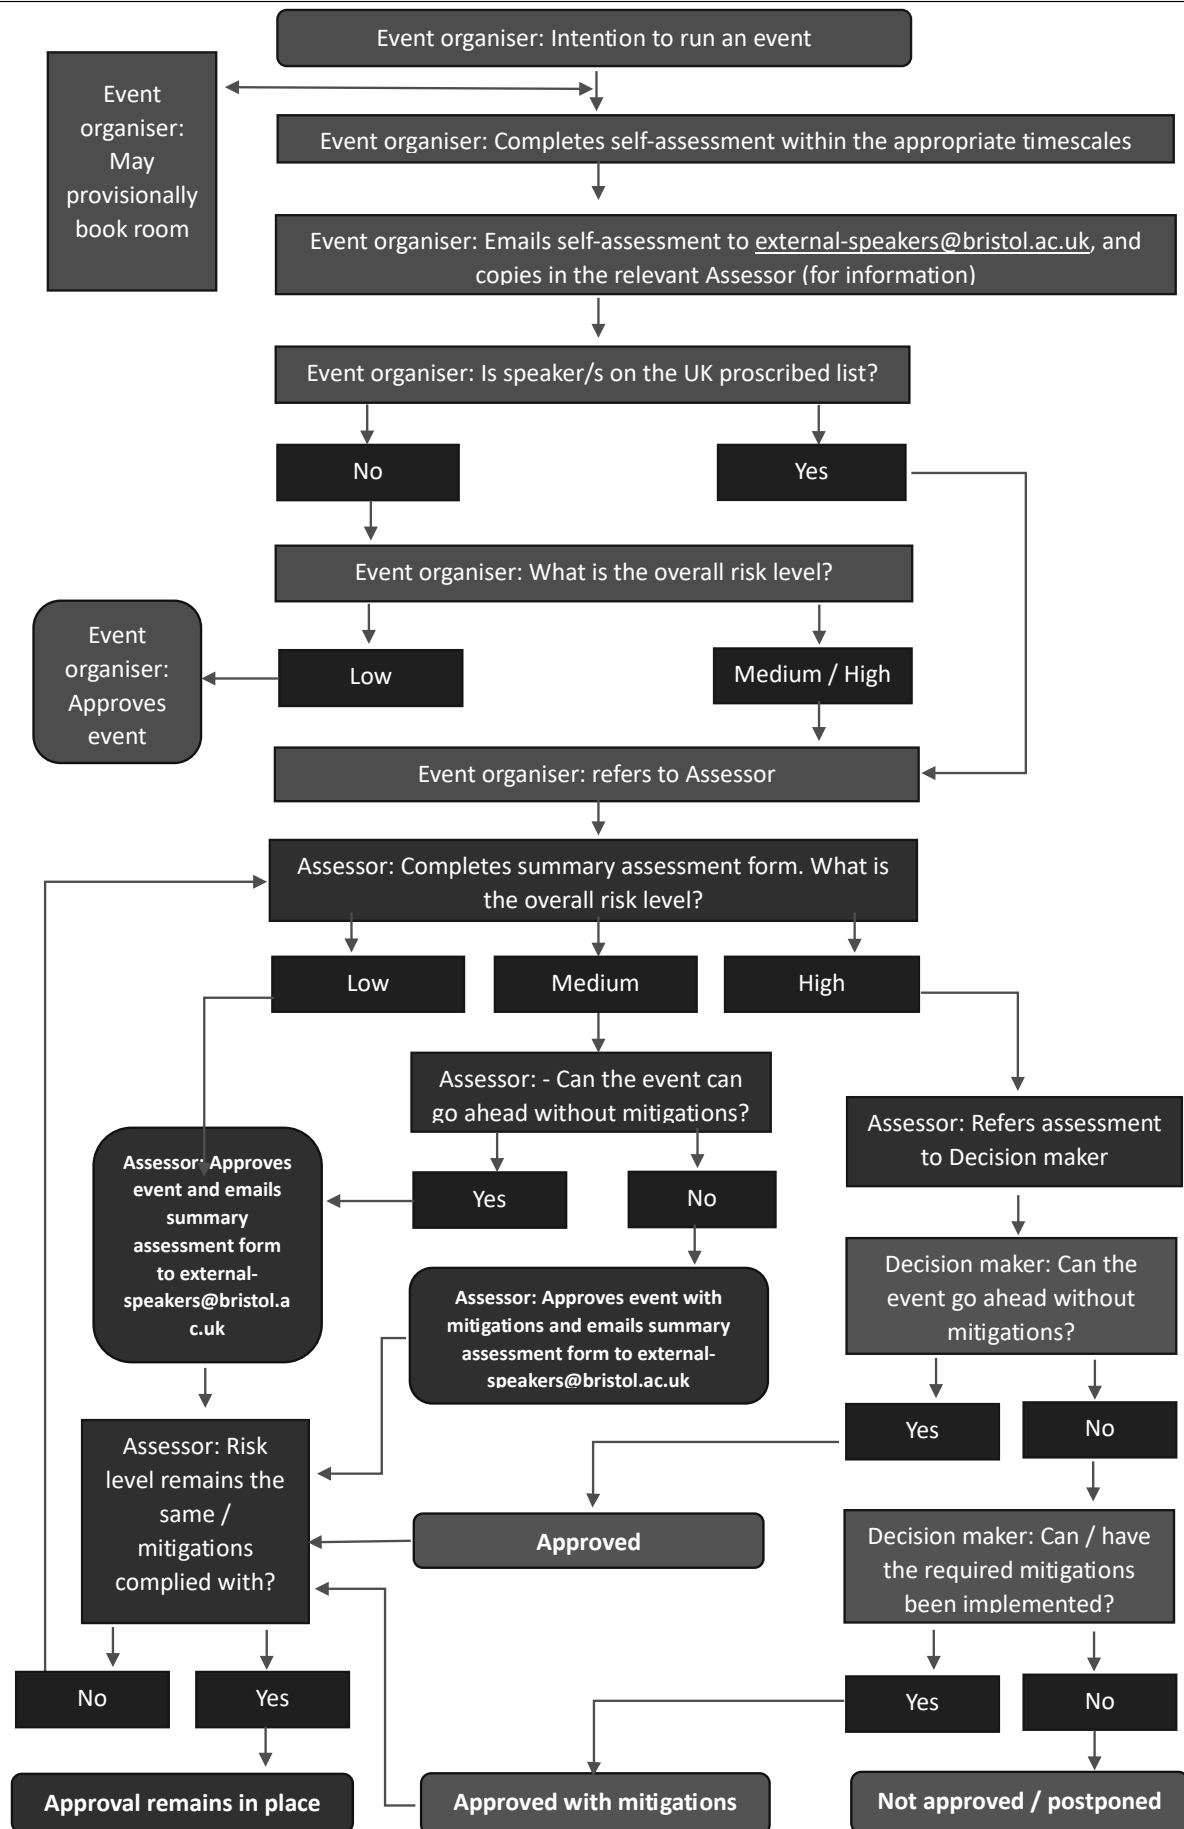 Event organiser: Intention to run an event
Event
organiser:
May
provisionally
book room
Event organiser: Completes self-assessment within the appropriate timescales
Event organiser: Emails self-assessment to external-speakers@bristol.ac.uk, and
copies in the relevant Assessor (for information)
Event organiser: Is speaker/s on the UK proscribed list?
No
Yes
Event organiser: What is the overall risk level?
Event
organiser:
Approves
event
Low
Medium / High
Event organiser: refers to Assessor
Assessor: Completes summary assessment form. What is
the overall risk level?
Low
Medium
High
Assessor: - Can the event can
go ahead without mitigations?
Assessor: Refers assessment
to Decision maker
Assessor: Approves
event and emails
summary
assessment form
to external-
speakers@bristol.a
c.uk
Yes
No
Decision maker: Can the
event go ahead without
mitigations?
Assessor: Approves event with
mitigations and emails summary
assessment form to external-
speakers@bristol.ac.uk
Yes
No
Assessor: Risk
level remains the
same /
mitigations
complied with?
Approved
Decision maker: Can / have
the required mitigations
been implemented?
No
Yes
Yes
No
Approval remains in place
Approved with mitigations
Not approved / postponed